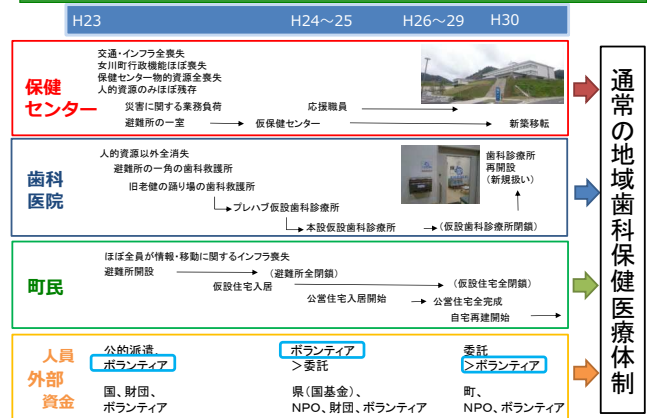 H23
H24～25
H26～29
H30
保健
センター
交通・インフラ全喪失
女川町行政機能ほぼ喪失
保健センター物的資源全喪失
人的資源のみほぼ残存
災害に関する業務負荷
応援職員
避難所の一室
仮保健センター
新築移転
歯科
医院
人的資源以外全消失
避難所の一角の歯科救護所
旧老健の踊り場の歯科救護所
プレハブ仮設歯科診療所
本設仮設歯科診療所
(仮設歯科診療所閉鎖)
歯科診療所
再開設
(新規扱い)
町民
ほぼ全員が情報・移動に関するインフラ喪失
避難所開設
(避難所全閉鎖)
(仮設住宅全閉鎖)
仮設住宅入居
公営住宅入居開始
公営住宅全完成
自宅再建開始
人員
外部
資金
公的派遣、
ボランティア
ボランティア
＞委託
委託
＞ボランティア
国、財団、
ボランティア
県(国基金)、
NPO、財団、ボランティア
町、
NPO、ボランティア
通常の地域歯科保健医療体制